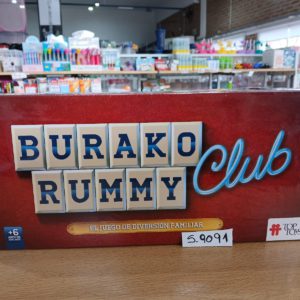 BURAKO
RUMMY
Club
EL JUEGO DE DIVERSIÓN FAMILIAR
S.9091
+6
# TOP
TOYS